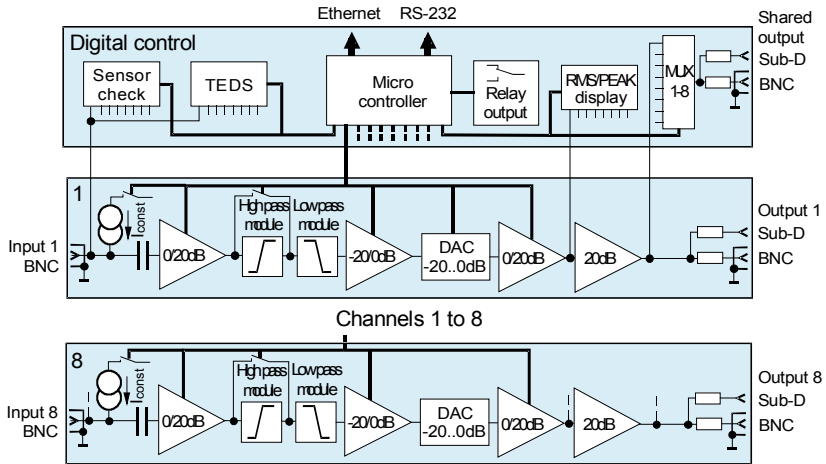 Ethernet RS-232
Digital control
Sensor
check
TEDS
Micro
controller
Relay
output
RMS/PEAK
display
MUX
1-8
Shared
output
Sub-D
BNC
1
Iconst
Input 1
BNC
0/20dB
High pass
module
Low pass
module
-20/0dB
DAC
-20..0dB
0/20dB
20dB
Output 1
Sub-D
BNC
Channels 1 to 8
8
Iconst
Input 8
BNC
0/20dB
High pass
module
Low pass
module
-20/0dB
DAC
-20..0dB
0/20dB
20dB
Output 8
Sub-D
BNC